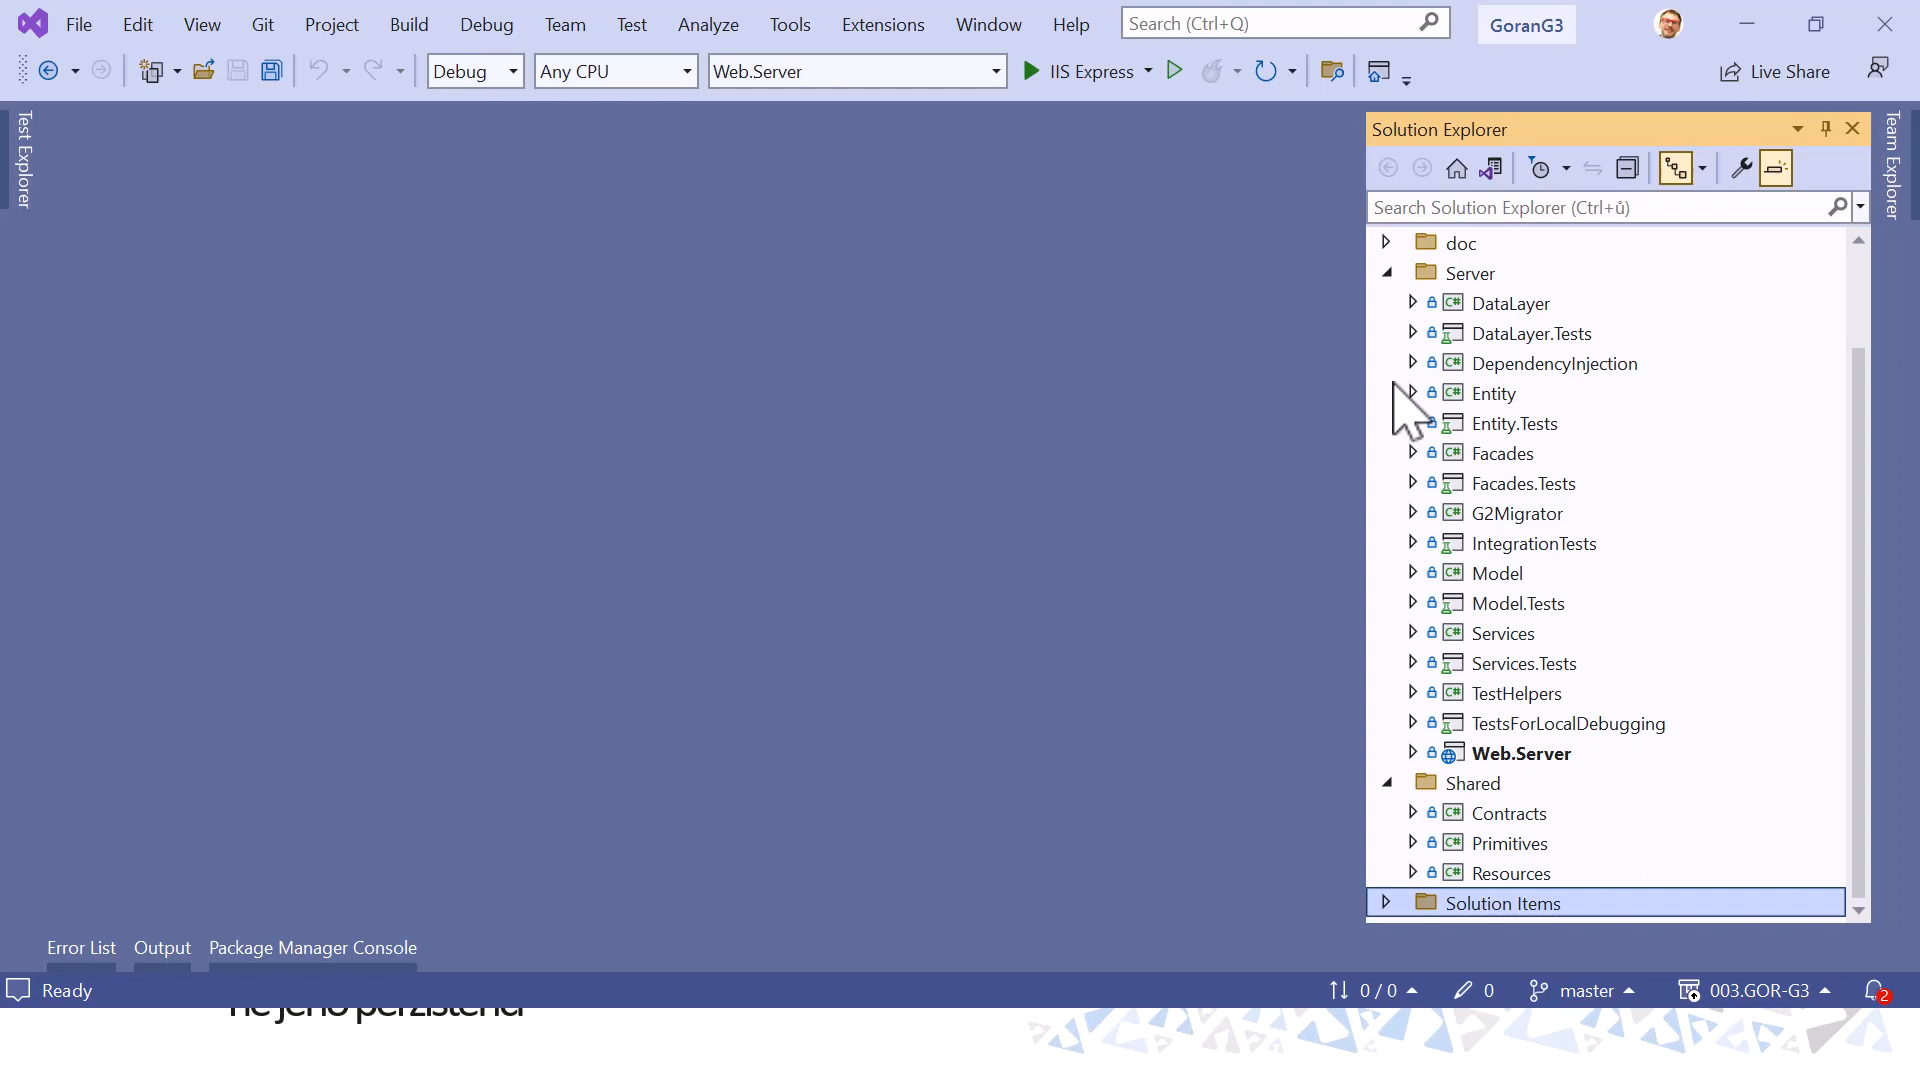 File Edit View Git Project Build Debug Team Test Analyze Tools Extensions Window Help Search (Ctrl+Q) GoranG3
Debug Any CPU Web.Server IIS Express Live Share
Test Explorer
Solution Explorer
Team Explorer
Search Solution Explorer (Ctrl+ů)
doc
Server
C# DataLayer
DataLayer.Tests
C# DependencyInjection
C# Entity
Entity.Tests
C# Facades
Facades.Tests
C# G2Migrator
IntegrationTests
C# Model
Model.Tests
C# Services
Services.Tests
C# TestHelpers
TestsForLocalDebugging
Web.Server
Shared
C# Contracts
C# Primitives
C# Resources
Solution Items
Error List Output Package Manager Console
Ready 0 / 0 0 master 003.GOR-G3 2